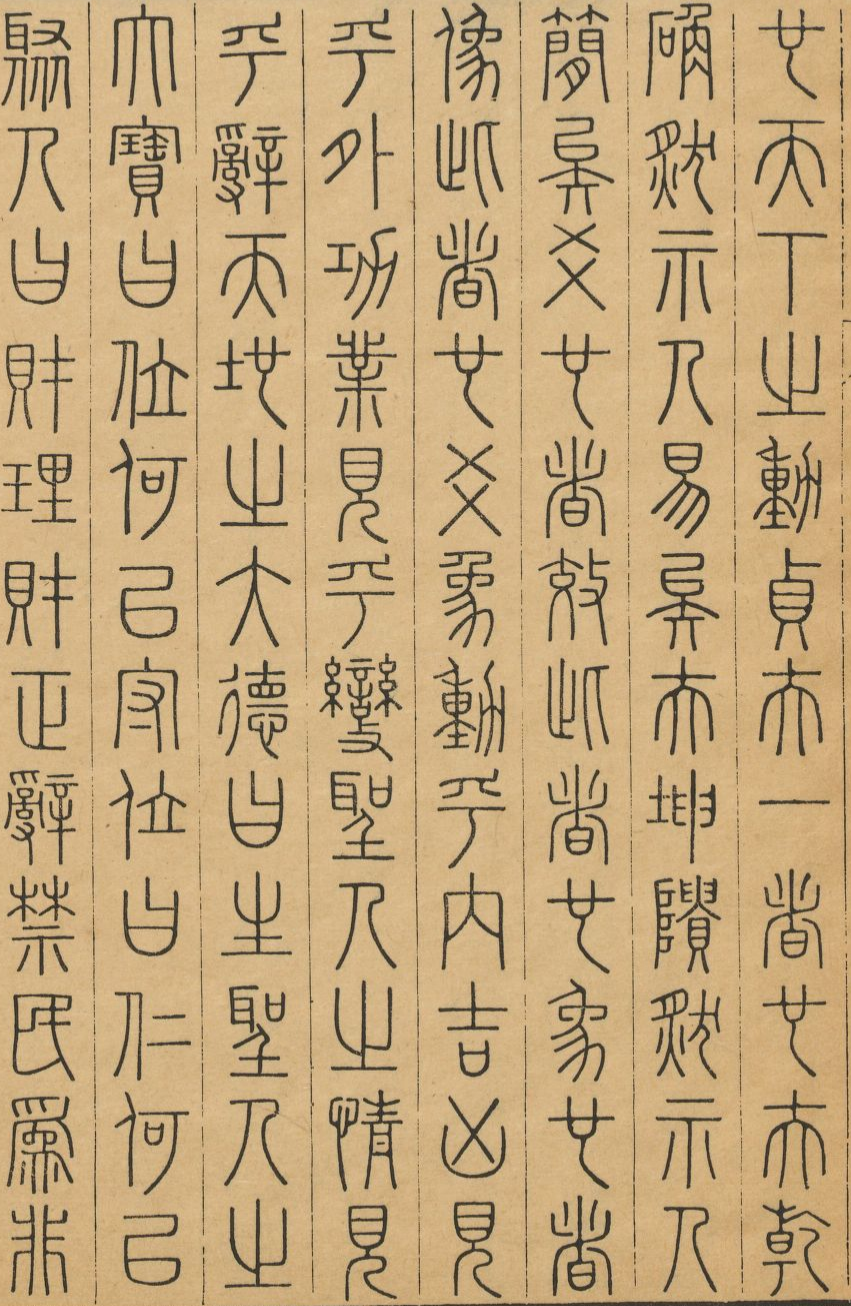 也天下之動貞夫一者也夫乾
确然示人易矣夫坤隤然示人
簡矣爻也者效此者也象也者
像此者也爻象動乎內吉凶見
乎外功業見乎變聖人之情見
乎辭天地之大德曰生聖人之
大寶曰位何以守位曰仁何以
聚人曰財理財正辭禁民為非